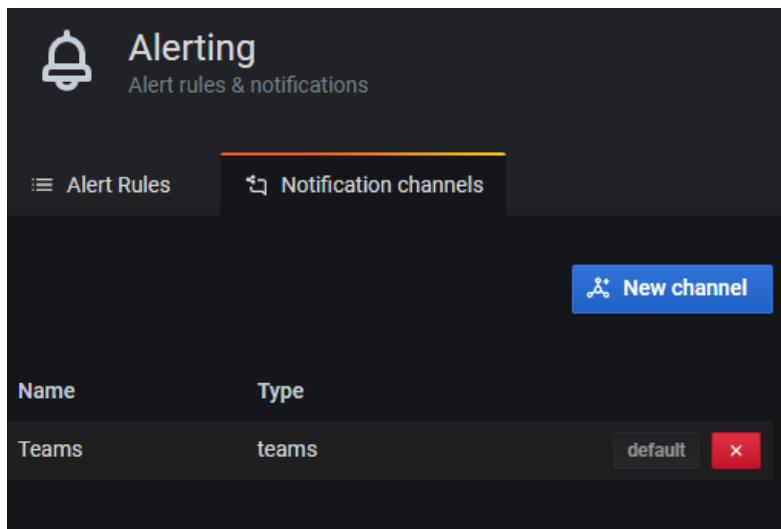 Alerting
Alert rules & notifications
Alert Rules Notification channels
New channel
Name Type
Teams teams default